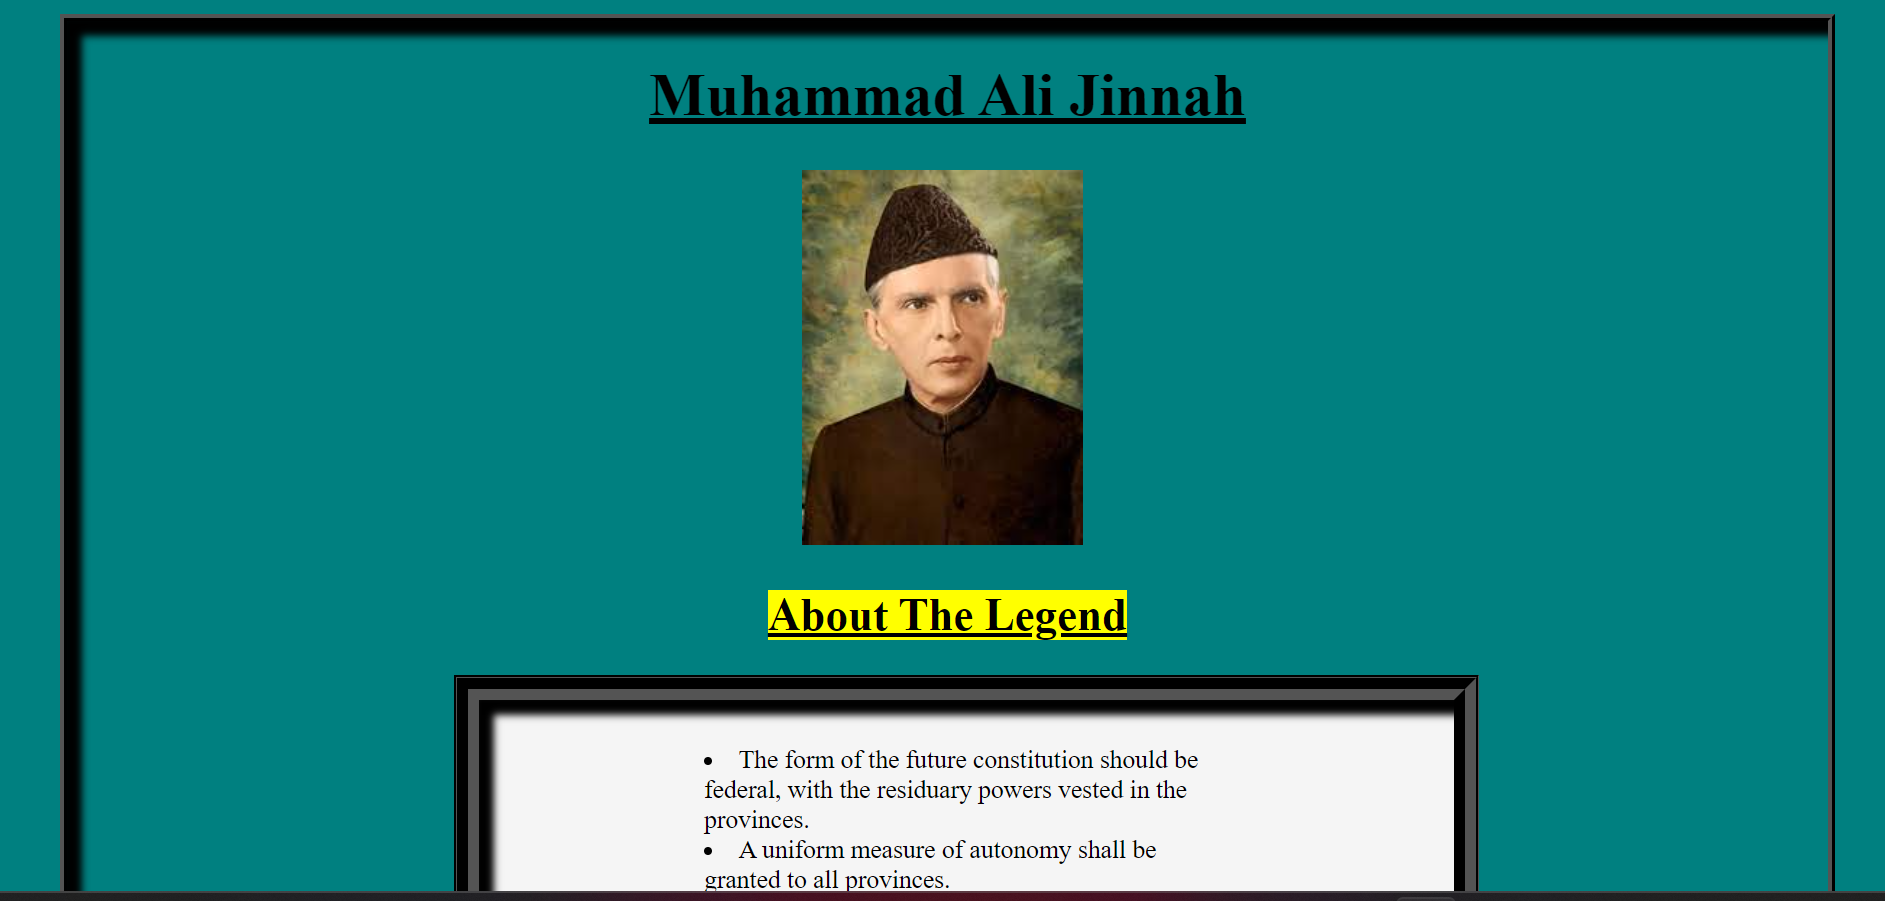 Muhammad Ali Jinnah
About The Legend
• The form of the future constitution should be
federal, with the residuary powers vested in the
provinces.
• A uniform measure of autonomy shall be
granted to all provinces.